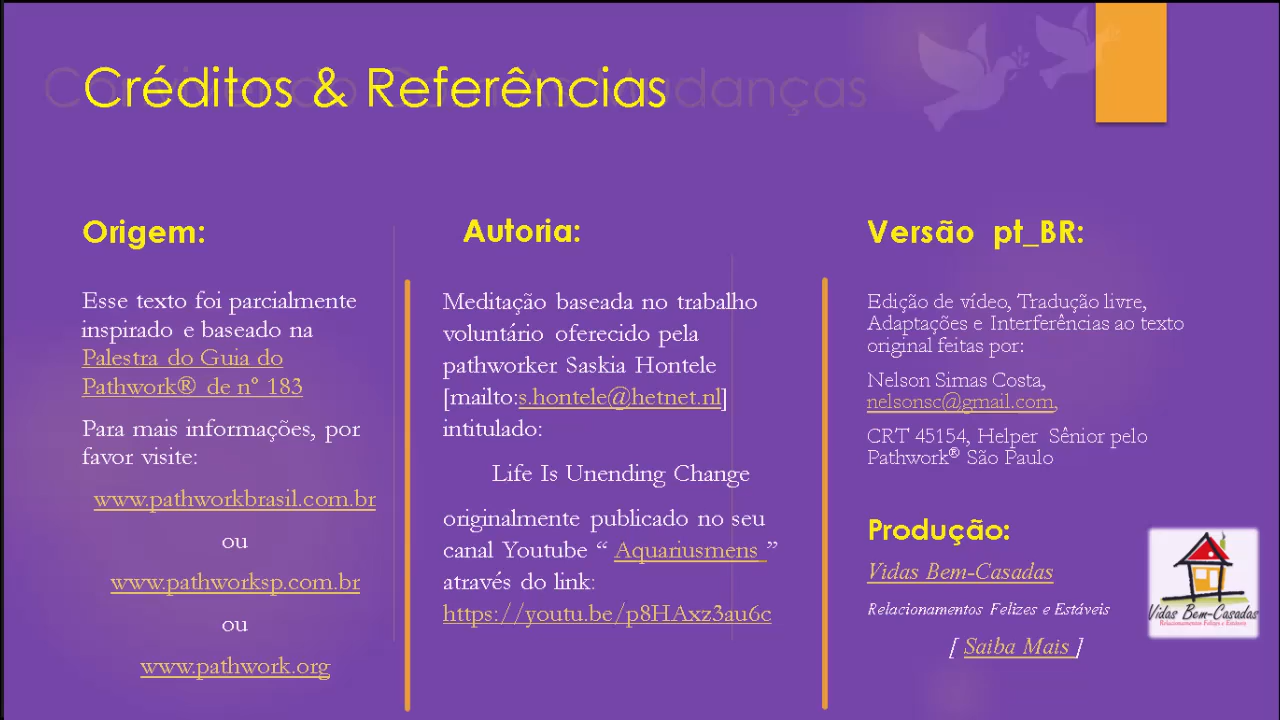 Créditos & Referências
Mudanças
Origem:
Esse texto foi parcialmente
inspirado e baseado na
Palestra do Guia do
Pathwork® de nº 183
Para mais informações, por
favor visite:
www.pathworkbrasil.com.br
ou
www.pathworksp.com.br
ou
www.pathwork.org
Autoria:
Meditação baseada no trabalho
voluntário oferecido pela
pathworker Saskia Hontele
[mailto:s.hontele@hetnet.nl]
intitulado:
Life Is Unending Change
originalmente publicado no seu
canal Youtube “ Aquariusmens ”
através do link:
https://youtu.be/p8HAxz3au6c
Versão pt_BR:
Edição de vídeo, Tradução livre,
Adaptações e Interferências ao texto
original feitas por:
Nelson Simas Costa,
nelsonsc@gmail.com,
CRT 45154, Helper Sênior pelo
Pathwork® São Paulo
Produção:
Vidas Bem-Casadas
Relacionamentos Felizes e Estáveis
[ Saiba Mais ]
Vidas Bem-Casadas
Relacionamentos Felizes e Estáveis